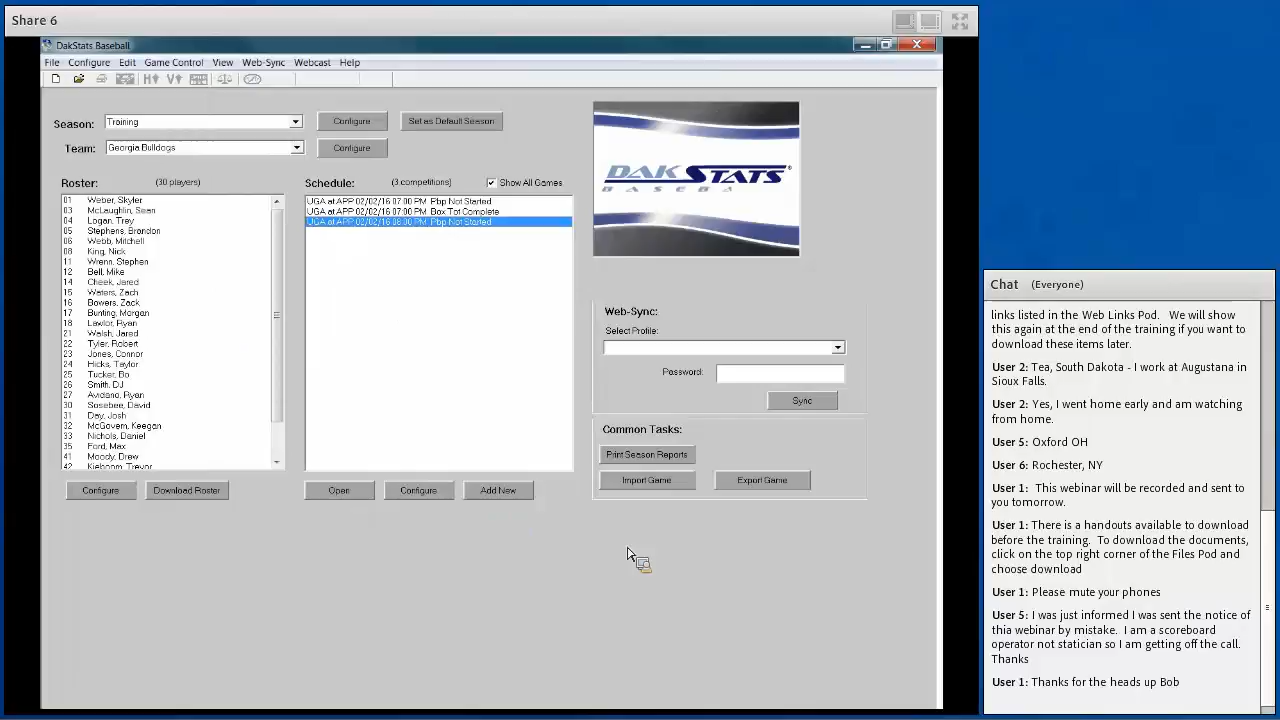 Share 6
DakStats Baseball
File Configure Edit Game Control View Web-Sync Webcast Help
Season: Training Configure Set as Default Season
Team: Georgia Bulldogs Configure
Roster: (30 players)
01 Weber, Skyler
03 McLaughlin, Sean
04 Logan, Trey
05 Stephens, Brandon
06 Webb, Mitchell
08 King, Nick
11 Wrenn, Stephen
12 Bell, Mike
14 Cheek, Jared
15 Waters, Zach
16 Bowers, Zack
17 Bunting, Morgan
18 Lawlor, Ryan
21 Walsh, Jared
22 Tyler, Robert
23 Jones, Connor
24 Hicks, Taylor
25 Tucker, Bo
26 Smith, DJ
27 Avidano, Ryan
30 Sosebee, David
31 Day, Josh
32 McGovern, Keegan
33 Nichols, Daniel
35 Ford, Max
41 Moody, Drew
42 Kieboom, Trevor
Configure Download Roster
Schedule: (3 competitions) Show All Games
UGA at APP 02/02/16 07:00 PM Pbp Not Started
UGA at APP 02/02/16 07:00 PM Box Tot Complete
UGA at APP 02/02/16 08:00 PM Pbp Not Started
Open Configure Add New
DAKSTATS
Web-Sync:
Select Profile:
Password:
Sync
Common Tasks:
Print Season Reports
Import Game Export Game
Chat (Everyone)
links listed in the Web Links Pod. We will show
this again at the end of the training if you want to
download these items later.
User 2: Tea, South Dakota - I work at Augustana in
Sioux Falls.
User 2: Yes, I went home early and am watching
from home.
User 5: Oxford OH
User 6: Rochester, NY
User 1: This webinar will be recorded and sent to
you tomorrow.
User 1: There is a handouts available to download
before the training. To download the documents,
click on the top right corner of the Files Pod and
choose download
User 1: Please mute your phones
User 5: I was just informed I was sent the notice of
thia webinar by mistake. I am a scoreboard
operator not statician so I am getting off the call.
Thanks
User 1: Thanks for the heads up Bob